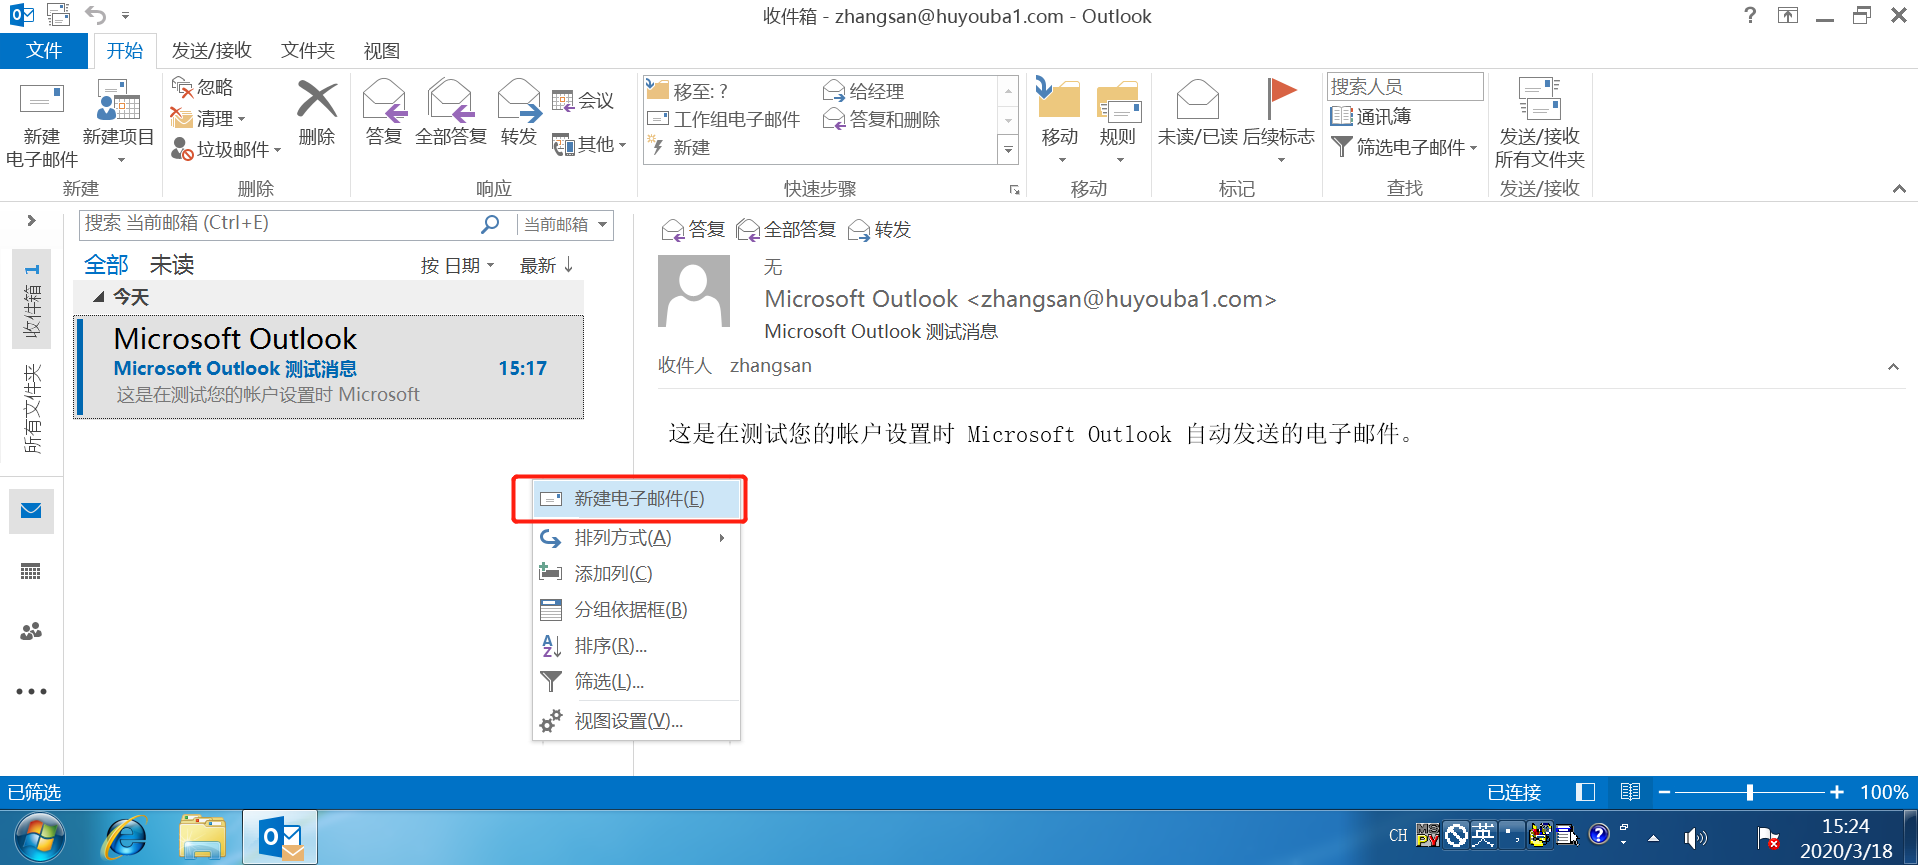 收件箱 - zhangsan@huyouba1.com - Outlook
文件 开始 发送/接收 文件夹 视图
新建
电子邮件
新建项目
新建
忽略
清理
垃圾邮件
删除
删除
答复
全部答复
转发
会议
其他
响应
移至: ?
给经理
工作组电子邮件
答复和删除
新建
快速步骤
移动
规则
移动
未读/已读
后续标志
标记
搜索人员
通讯簿
筛选电子邮件
查找
发送/接收
所有文件夹
发送/接收
收件箱 1
所有文件夹
搜索 当前邮箱 (Ctrl+E)
当前邮箱
全部 未读
按 日期
最新 ↓
今天
Microsoft Outlook
Microsoft Outlook 测试消息 15:17
这是在测试您的帐户设置时 Microsoft
答复 全部答复 转发
无
Microsoft Outlook <zhangsan@huyouba1.com>
Microsoft Outlook 测试消息
收件人 zhangsan
这是在测试您的帐户设置时 Microsoft Outlook 自动发送的电子邮件。
新建电子邮件(E)
排列方式(A)
添加列(C)
分组依据框(B)
排序(R)...
筛选(L)...
视图设置(V)...
已筛选
已连接
100%
CH
英
15:24
2020/3/18